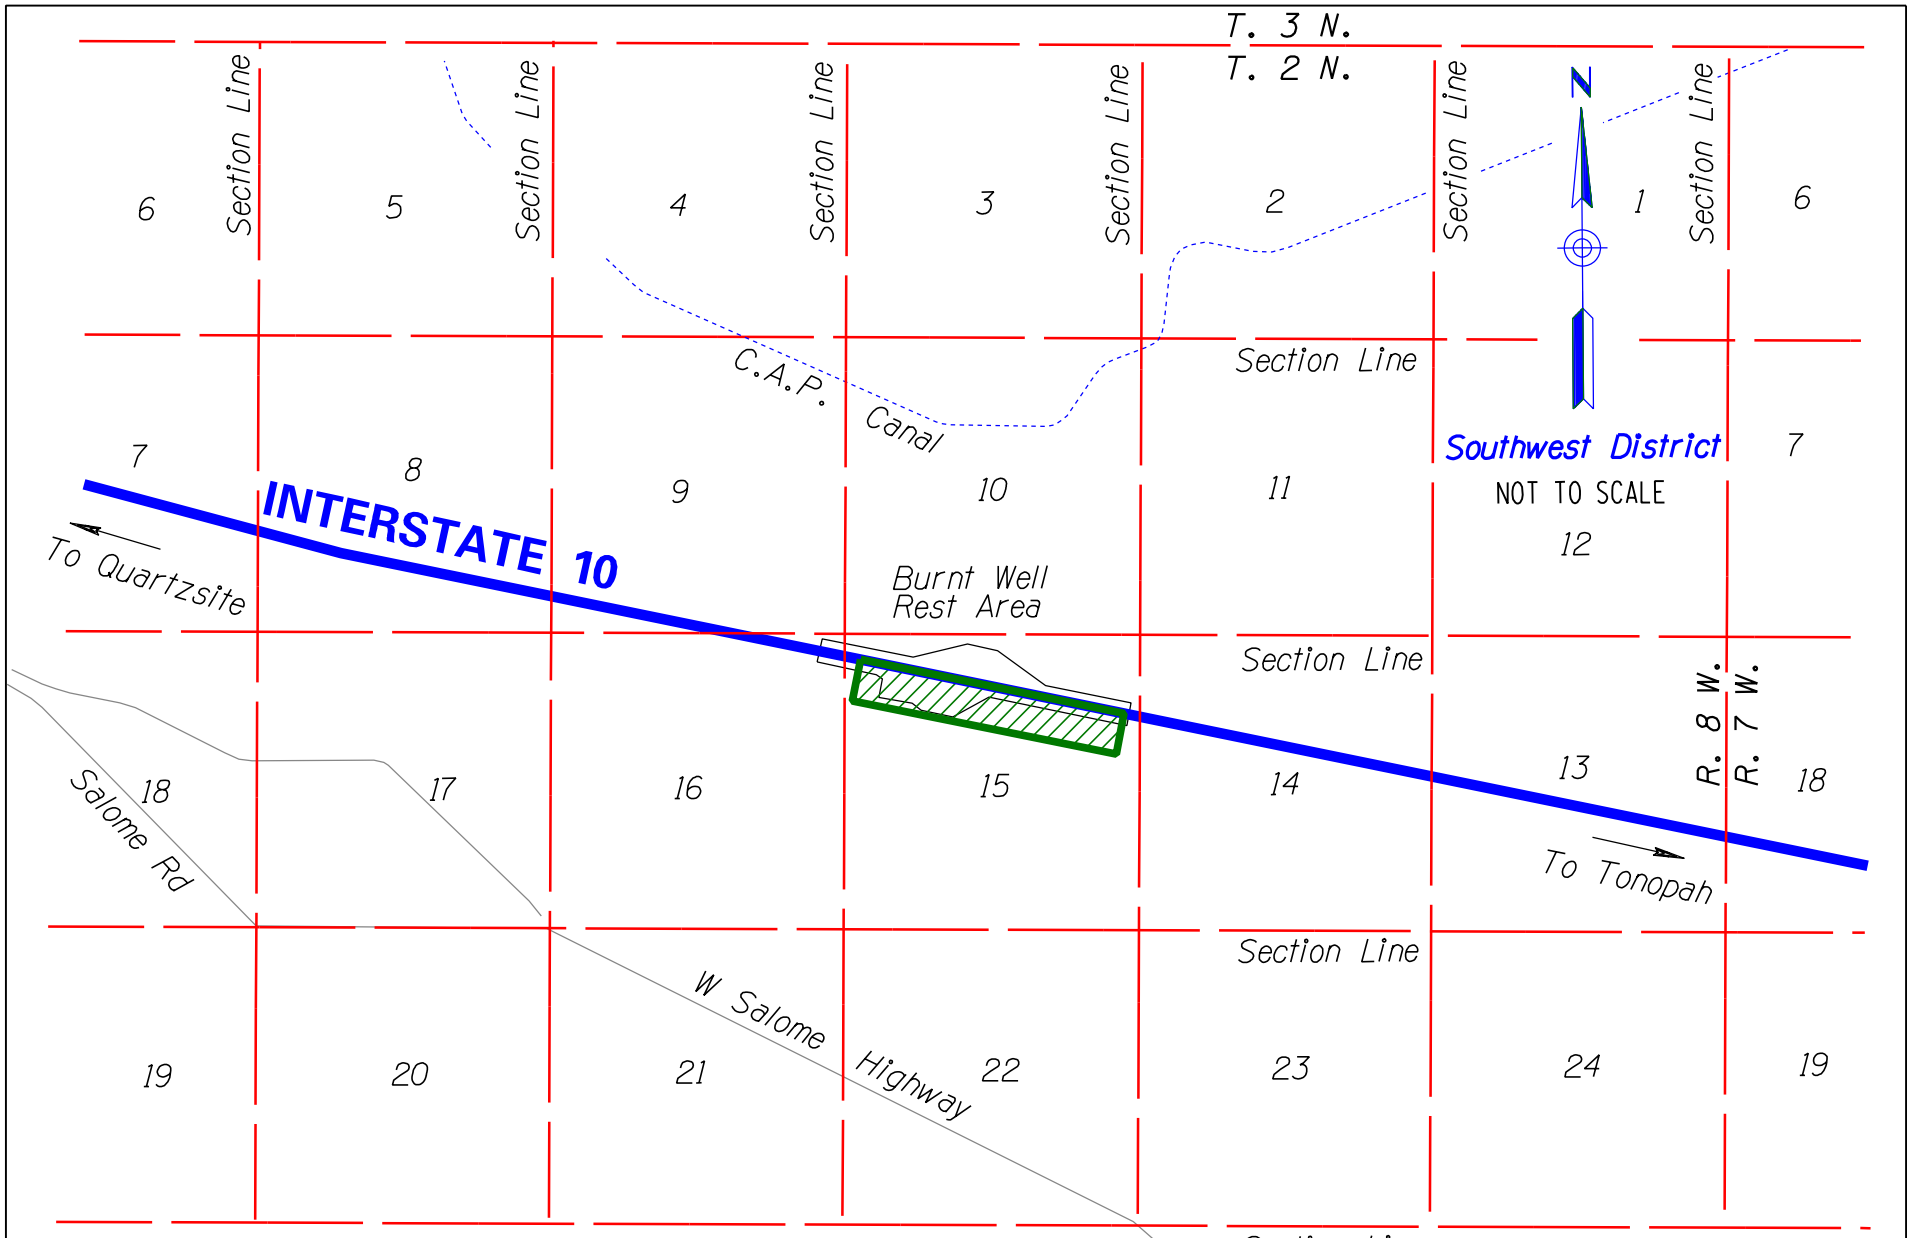 T. 3 N.
T. 2 N.
Section Line
Section Line
Section Line
Section Line
Section Line
Section Line
N
6
5
4
3
2
1
6
C.A.P. Canal
Section Line
Southwest District
NOT TO SCALE
7
8
9
10
11
12
7
INTERSTATE 10
To Quartzsite
Burnt Well
Rest Area
Section Line
R. 8 W.
R. 7 W.
18
17
16
15
14
13
18
Salome Rd
To Tonopah
Section Line
W Salome Highway
19
20
21
22
23
24
19